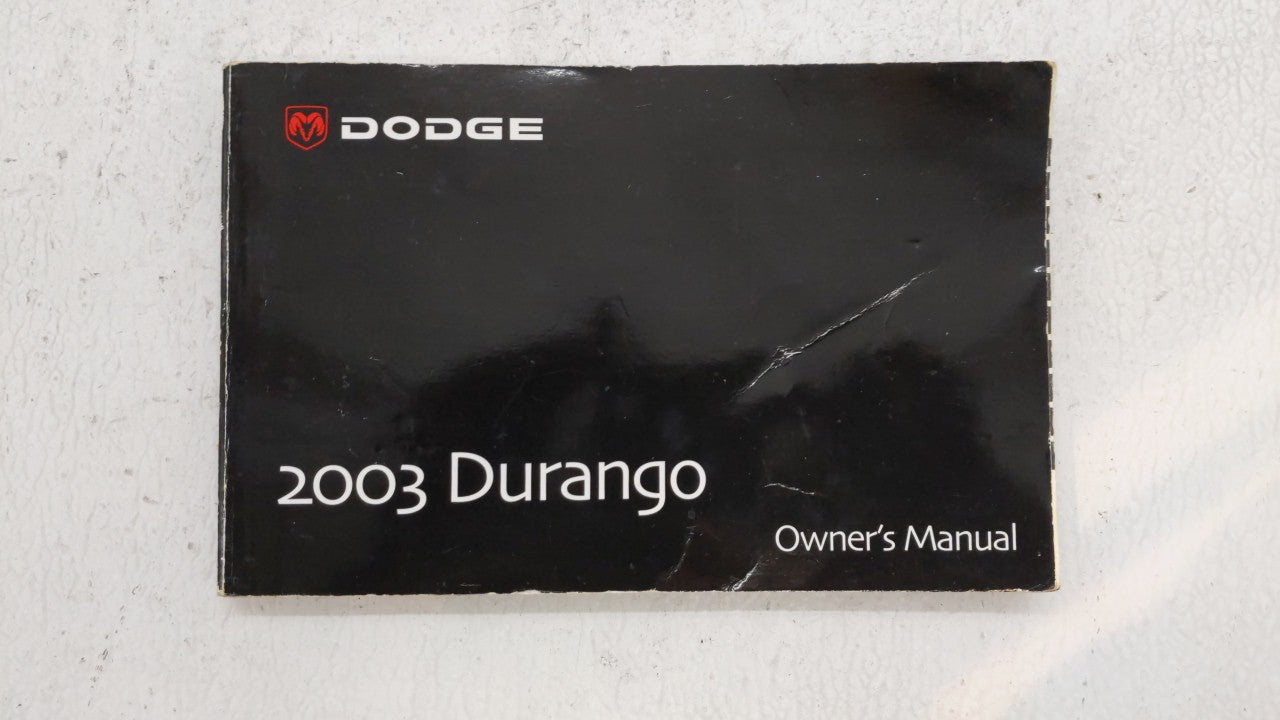 DODGE
2003 Durango
Owner's Manual